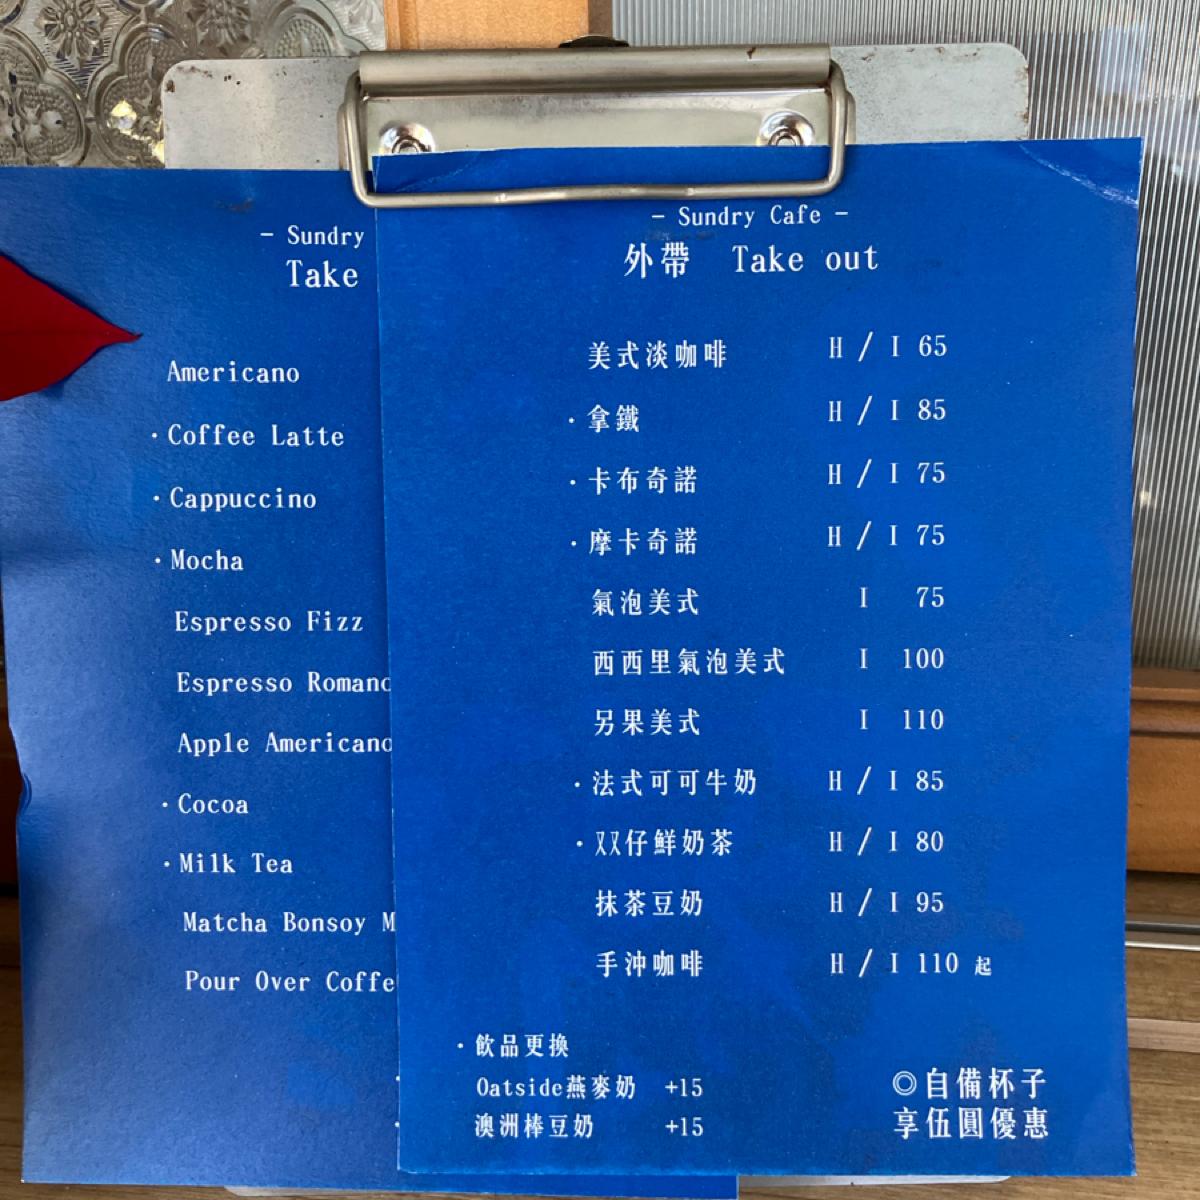 - Sundry
Take
Americano
· Coffee Latte
· Cappuccino
· Mocha
Espresso Fizz
Espresso Romano
Apple Americano
· Cocoa
· Milk Tea
Matcha Bonsoy M
Pour Over Coffe
- Sundry Cafe -
外帶 Take out
美式淡咖啡 H / I 65
· 拿鐵 H / I 85
· 卡布奇諾 H / I 75
· 摩卡奇諾 H / I 75
氣泡美式 I 75
西西里氣泡美式 I 100
另果美式 I 110
· 法式可可牛奶 H / I 85
· 双仔鮮奶茶 H / I 80
抹茶豆奶 H / I 95
手沖咖啡 H / I 110 起
· 飲品更換
Oatside燕麥奶 +15
澳洲棒豆奶 +15
◎自備杯子
享伍圓優惠